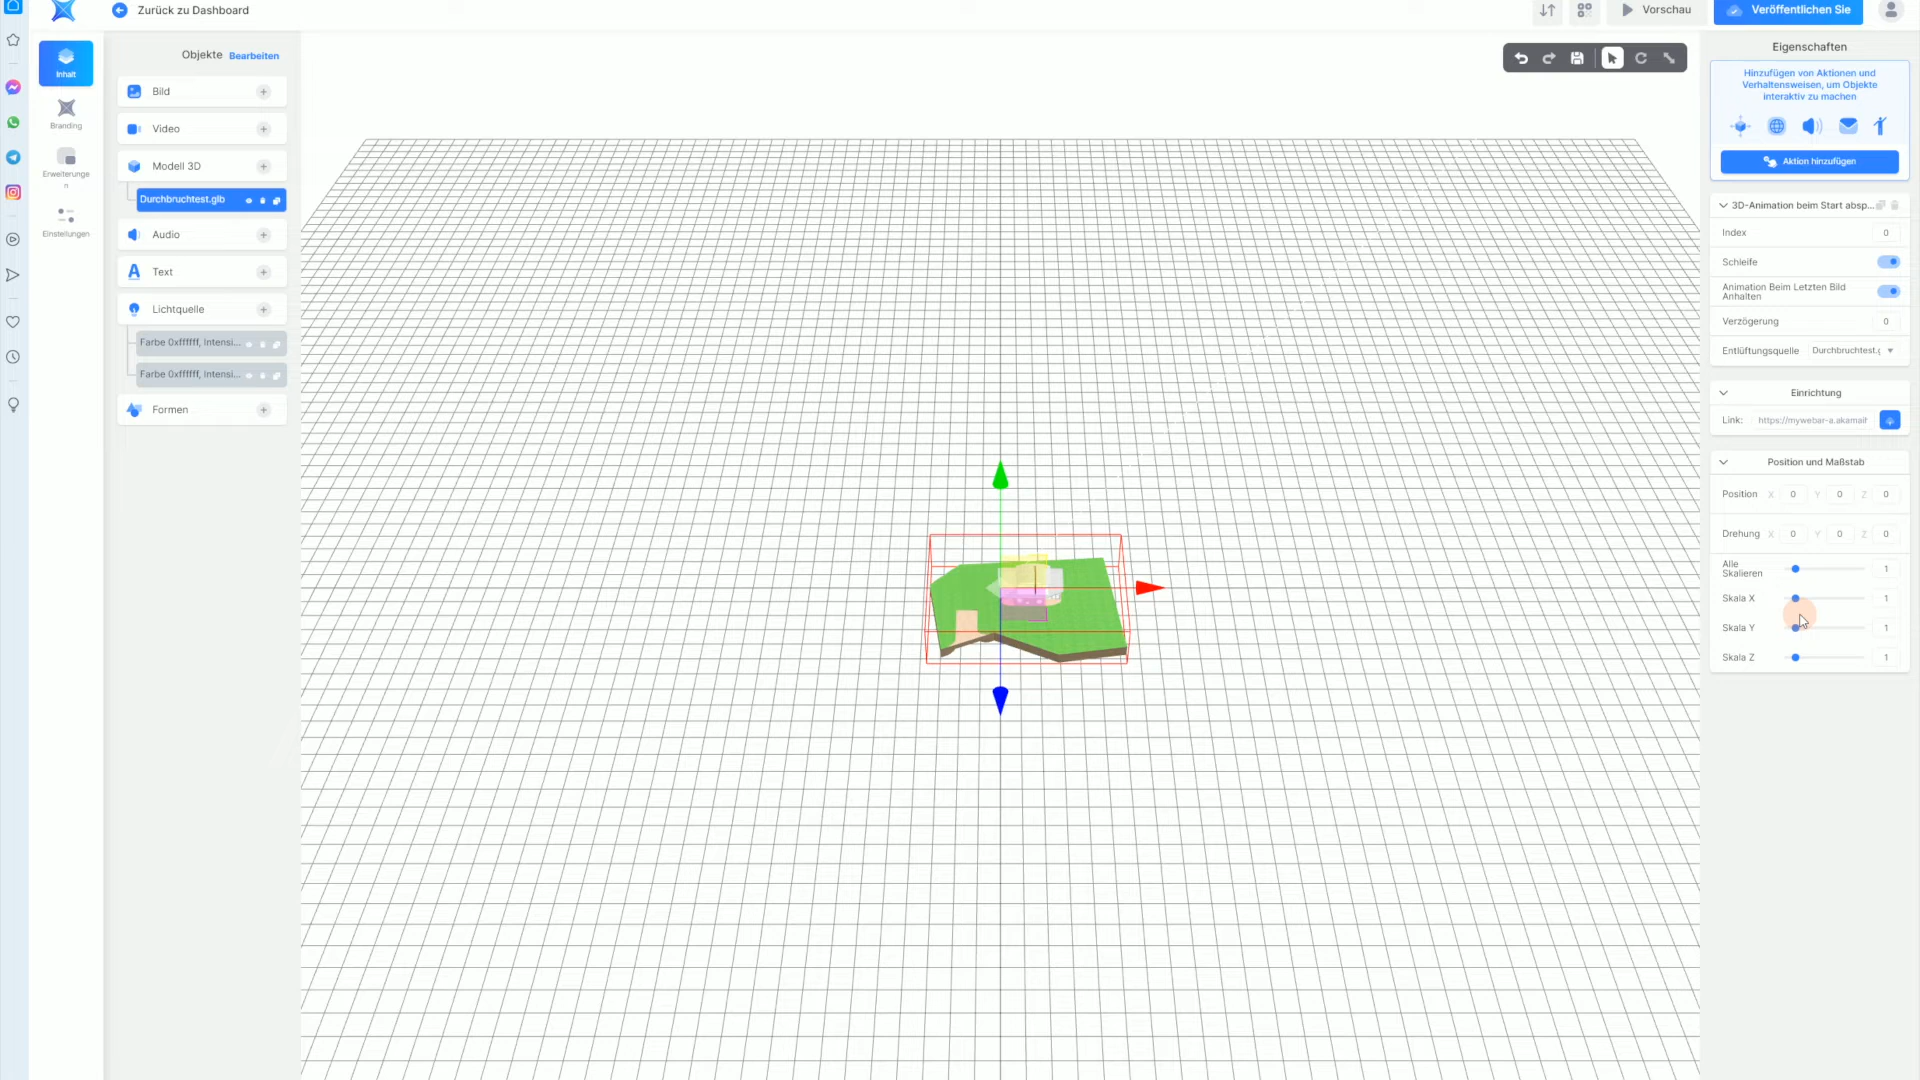 Zurück zu Dashboard
Vorschau
Veröffentlichen Sie
Inhalt
Branding
Erweiterunge
n
Einstellungen
Objekte Bearbeiten
Bild
Video
Modell 3D
Durchbruchtest.glb
Audio
A Text
Lichtquelle
Farbe 0xffffff, Intensi...
Farbe 0xffffff, Intensi...
Formen
Eigenschaften
Hinzufügen von Aktionen und
Verhaltensweisen, um Objekte
interaktiv zu machen
Aktion hinzufügen
3D-Animation beim Start absp...
Index 0
Schleife
Animation Beim Letzten Bild
Anhalten
Verzögerung 0
Entlüftungsquelle Durchbruchtest.g
Einrichtung
Link: https://mywebar-a.akamaif
Position und Maßstab
Position X 0 Y 0 Z 0
Drehung X 0 Y 0 Z 0
Alle
Skalieren 1
Skala X 1
Skala Y 1
Skala Z 1